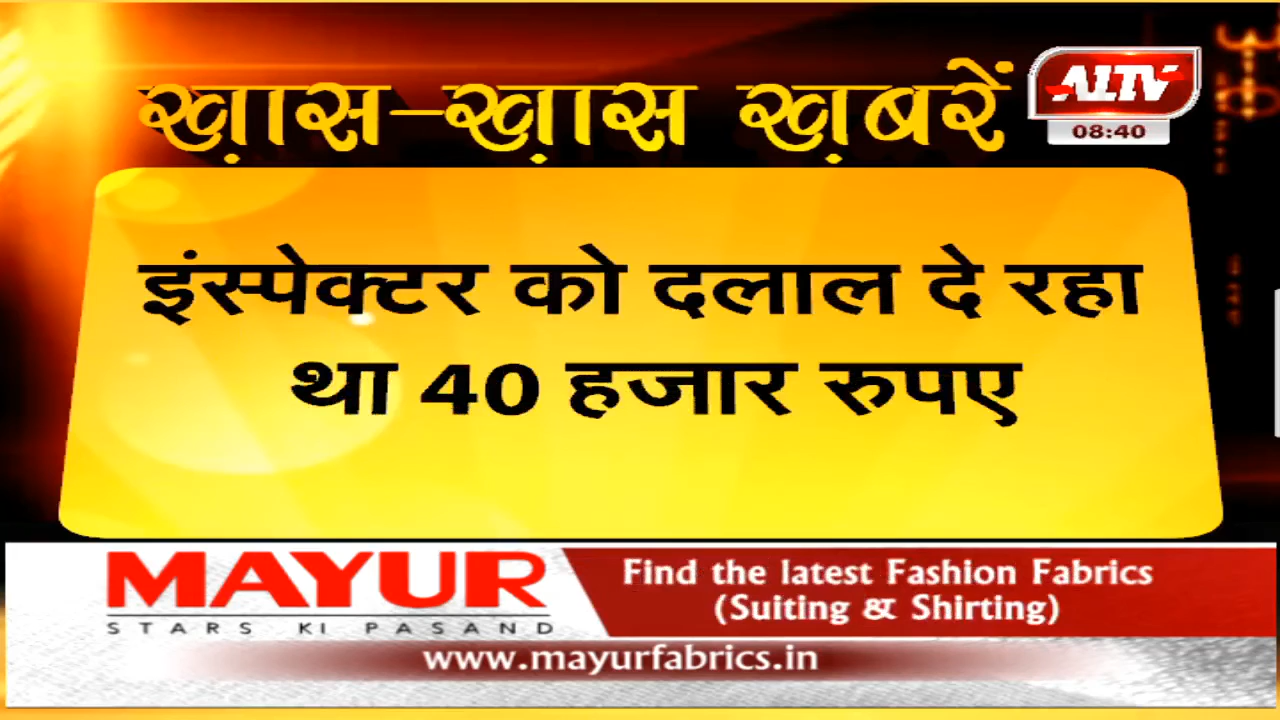 ख़ास-ख़ास ख़बरें
ALTV
08:40
इंस्पेक्टर को दलाल दे रहा
था 40 हजार रुपए
MAYUR
STARS KI PASAND
Find the latest Fashion Fabrics
(Suiting & Shirting)
www.mayurfabrics.in